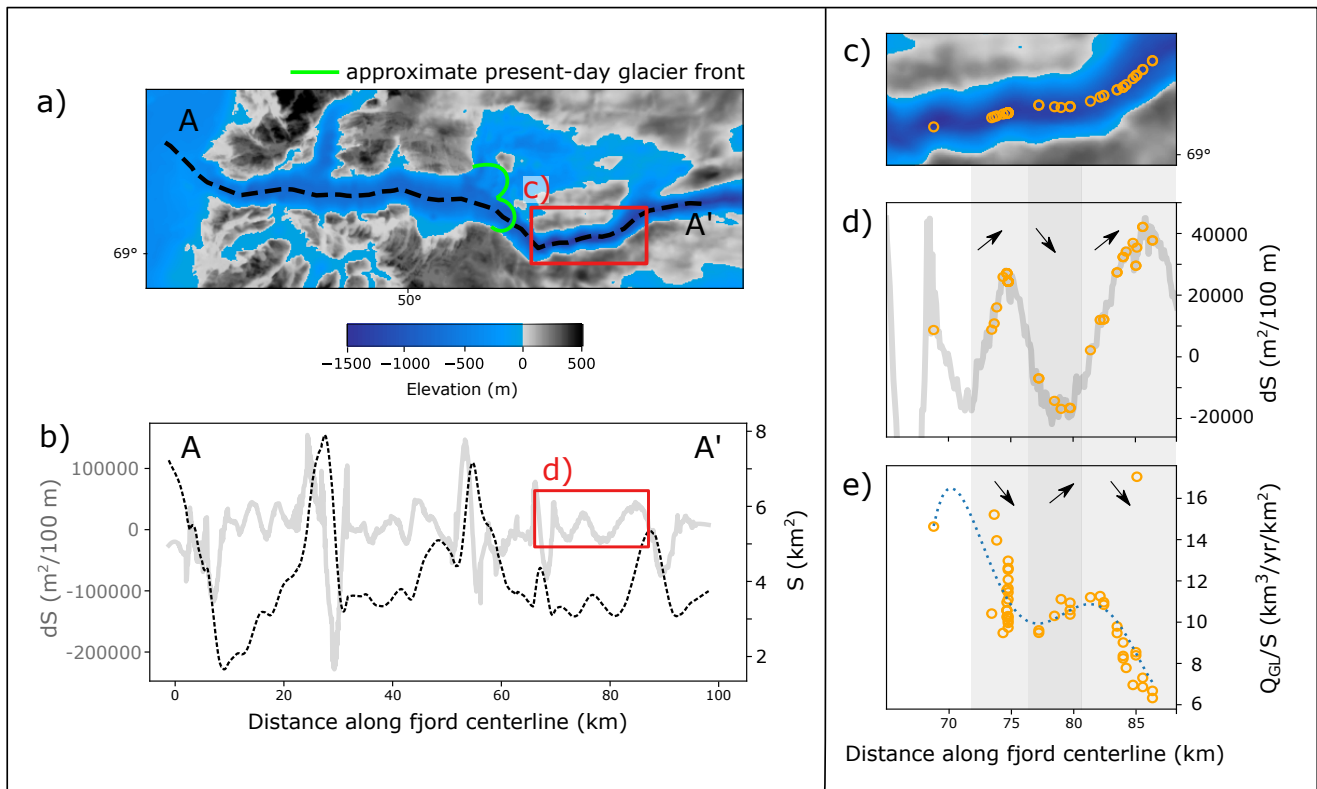 approximate present-day glacier front
a)
A
c)
A'
69°
50°
−1500
−1000
−500
0
500
Elevation (m)
b)
A
A'
d)
100000
0
-100000
-200000
dS (m²/100 m)
8
6
4
2
S (km²)
0
20
40
60
80
100
Distance along fjord centerline (km)
c)
69°
d)
40000
20000
0
−20000
dS (m²/100 m)
e)
16
14
12
10
8
6
Q_GL/S (km³/yr/km²)
70
75
80
85
Distance along fjord centerline (km)